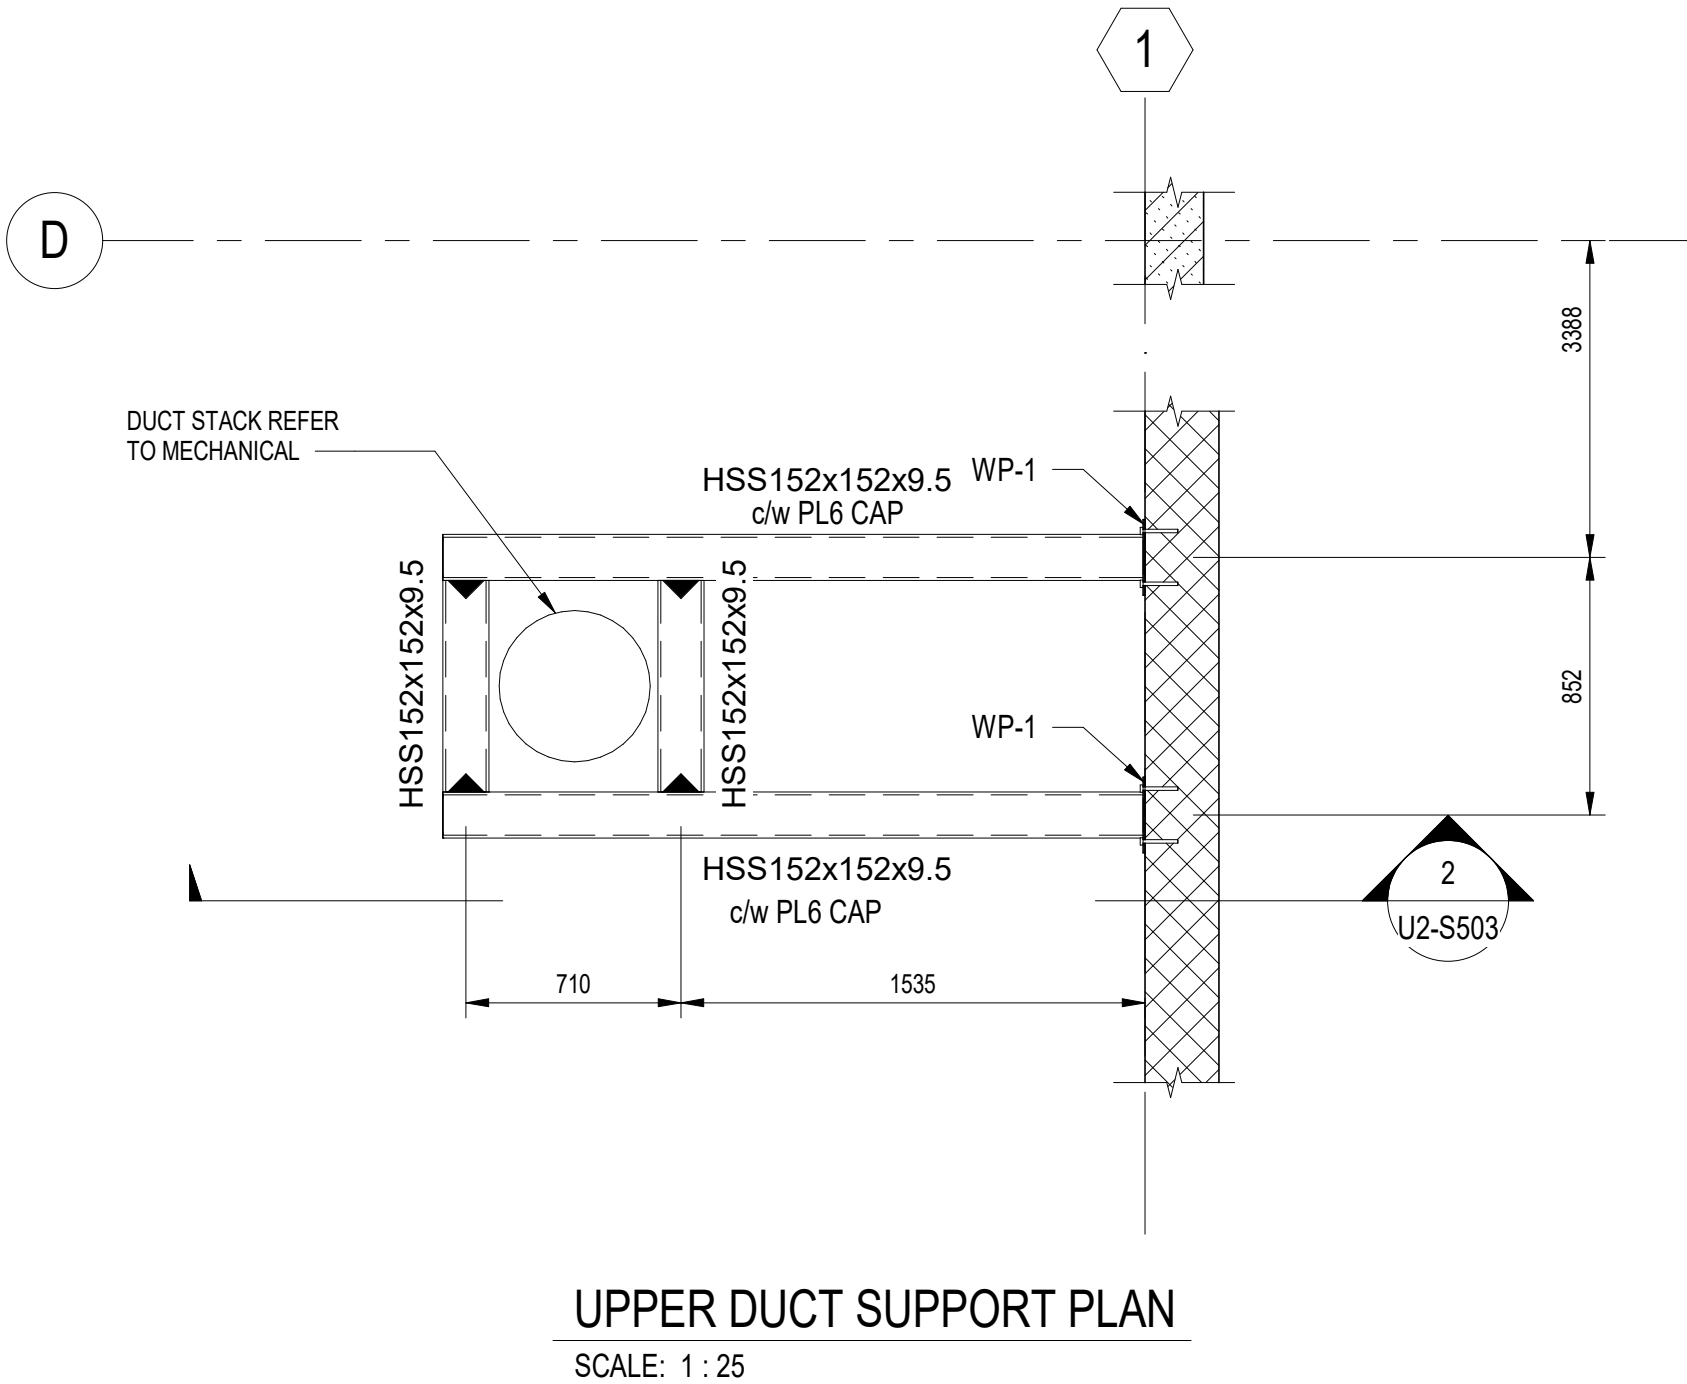 1
D
3388
DUCT STACK REFER
TO MECHANICAL
HSS152x152x9.5
c/w PL6 CAP
WP-1
HSS152x152x9.5
HSS152x152x9.5
852
WP-1
HSS152x152x9.5
c/w PL6 CAP
2
U2-S503
710
1535
UPPER DUCT SUPPORT PLAN
SCALE: 1 : 25